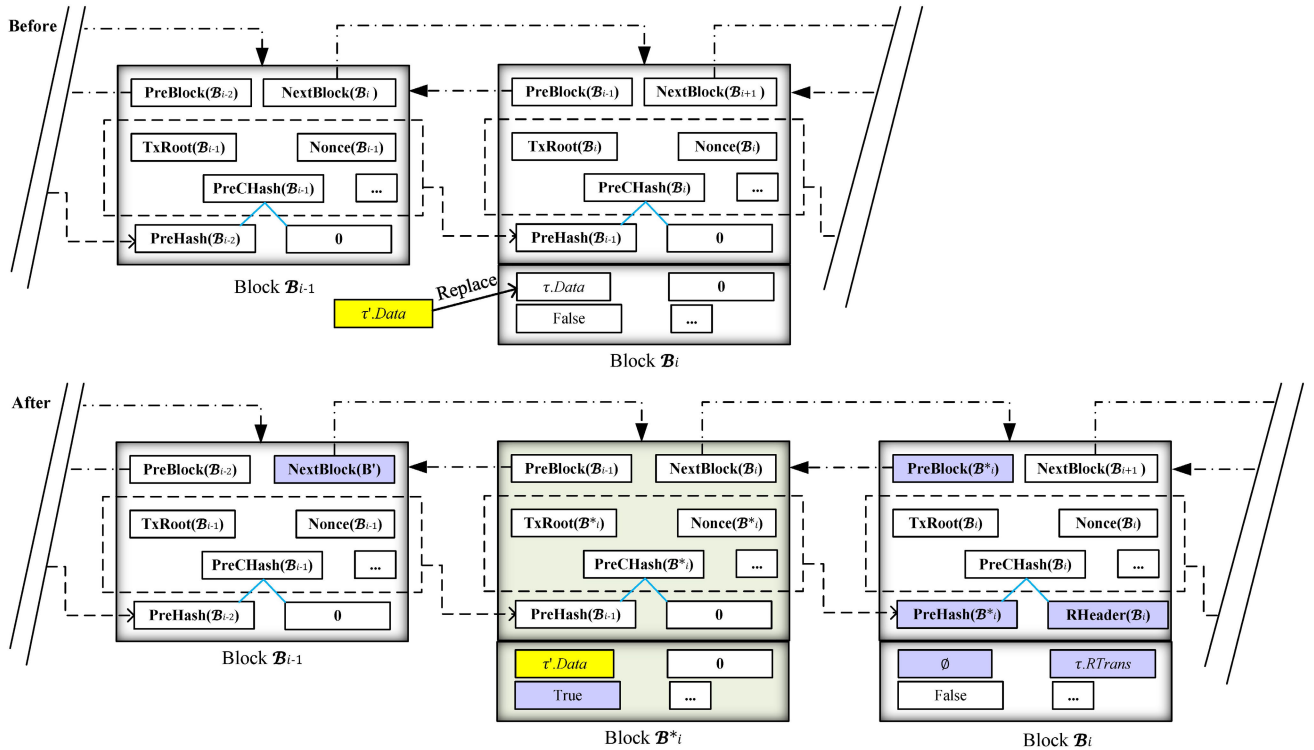 Before
PreBlock(𝓑i-2) NextBlock(𝓑i) PreBlock(𝓑i-1) NextBlock(𝓑i+1)
TxRoot(𝓑i-1) Nonce(𝓑i-1) TxRoot(𝓑i) Nonce(𝓑i)
PreCHash(𝓑i-1) ... PreCHash(𝓑i) ...
PreHash(𝓑i-2) 0 PreHash(𝓑i-1) 0
Block 𝓑i-1
Replace
τ.Data 0
τ'.Data
False ...
Block 𝓑i
After
PreBlock(𝓑i-2) NextBlock(B') PreBlock(𝓑i-1) NextBlock(𝓑i) PreBlock(𝓑*i) NextBlock(𝓑i+1)
TxRoot(𝓑i-1) Nonce(𝓑i-1) TxRoot(𝓑*i) Nonce(𝓑*i) TxRoot(𝓑i) Nonce(𝓑i)
PreCHash(𝓑i-1) ... PreCHash(𝓑*i) ... PreCHash(𝓑i) ...
PreHash(𝓑i-2) 0 PreHash(𝓑i-1) 0 PreHash(𝓑*i) RHeader(𝓑i)
Block 𝓑i-1
τ'.Data 0 ∅ τ.RTrans
True ... False ...
Block 𝓑*i Block 𝓑i